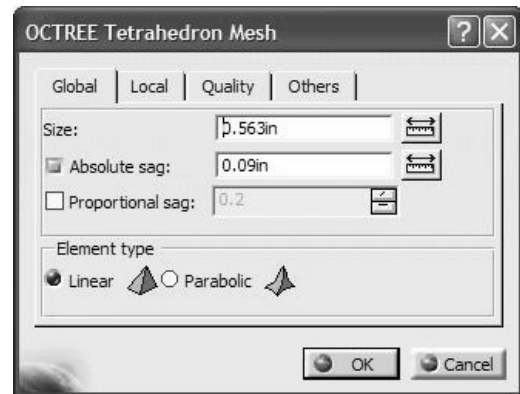 OCTREE Tetrahedron Mesh
Global Local Quality Others
Size: 0.563in
Absolute sag: 0.09in
Proportional sag: 0.2
Element type
Linear Parabolic
OK Cancel